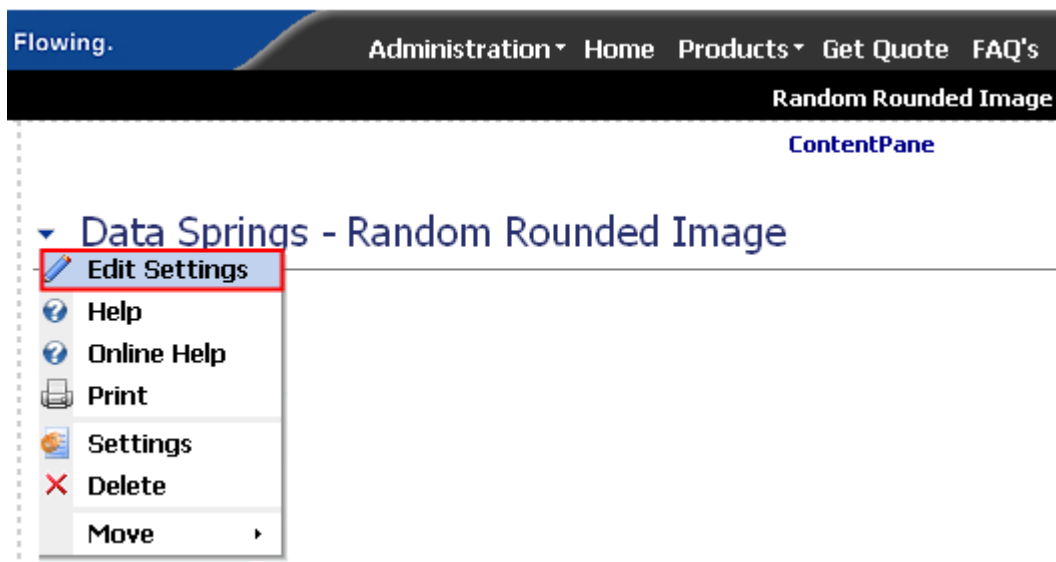 Flowing.
Administration Home Products Get Quote FAQ's
Random Rounded Image
ContentPane
Data Springs - Random Rounded Image
Edit Settings
Help
Online Help
Print
Settings
Delete
Move